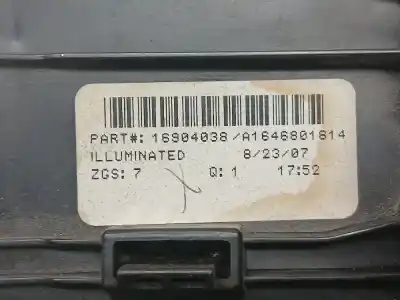 PART#: 16904038/A1646801614
ILLUMINATED 8/23/07
ZGS: 7 Q: 1 17:52